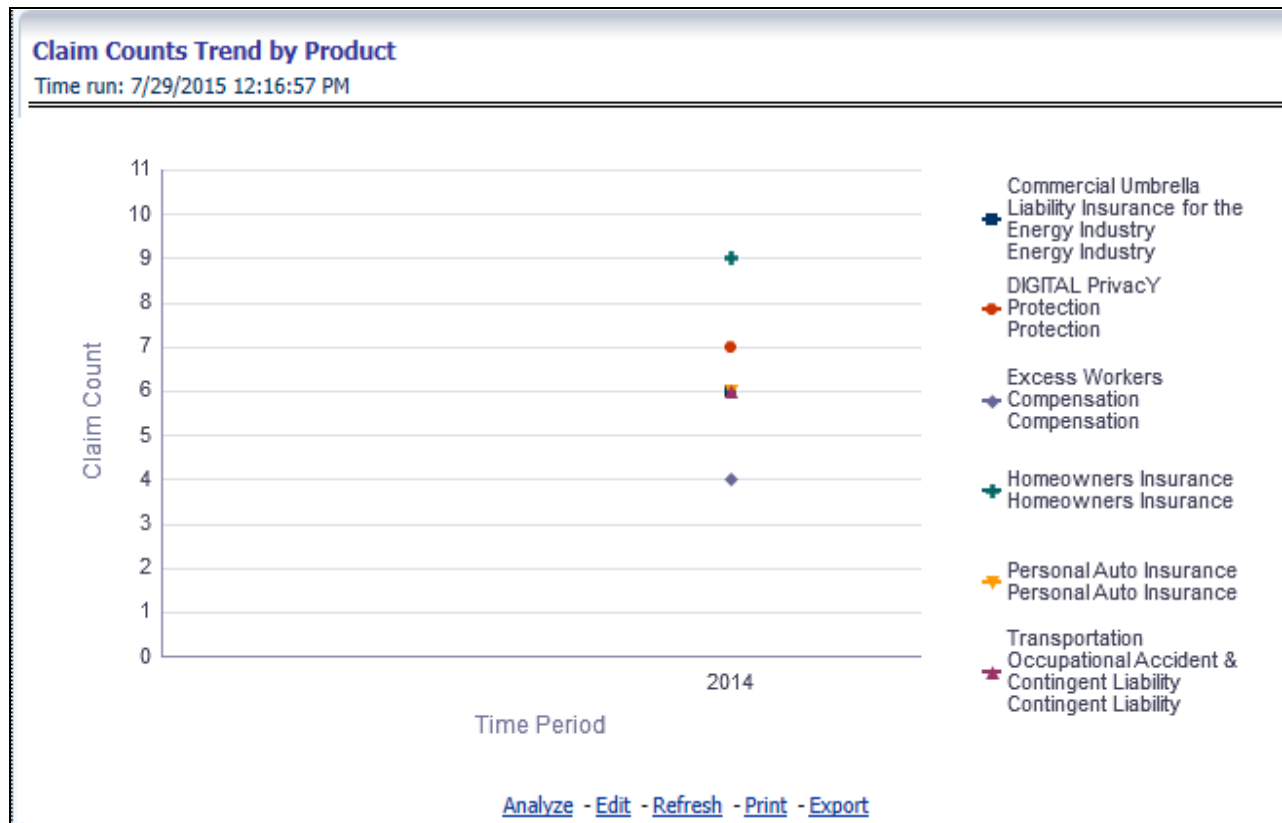 Claim Counts Trend by Product
Time run: 7/29/2015 12:16:57 PM
11
10
9
8
7
6
5
4
3
2
1
0
Claim Count
2014
Time Period
Commercial Umbrella
Liability Insurance for the
Energy Industry
Energy Industry
DIGITAL PrivacY
Protection
Protection
Excess Workers
Compensation
Compensation
Homeowners Insurance
Homeowners Insurance
Personal Auto Insurance
Personal Auto Insurance
Transportation
Occupational Accident &
Contingent Liability
Contingent Liability
Analyze - Edit - Refresh - Print - Export